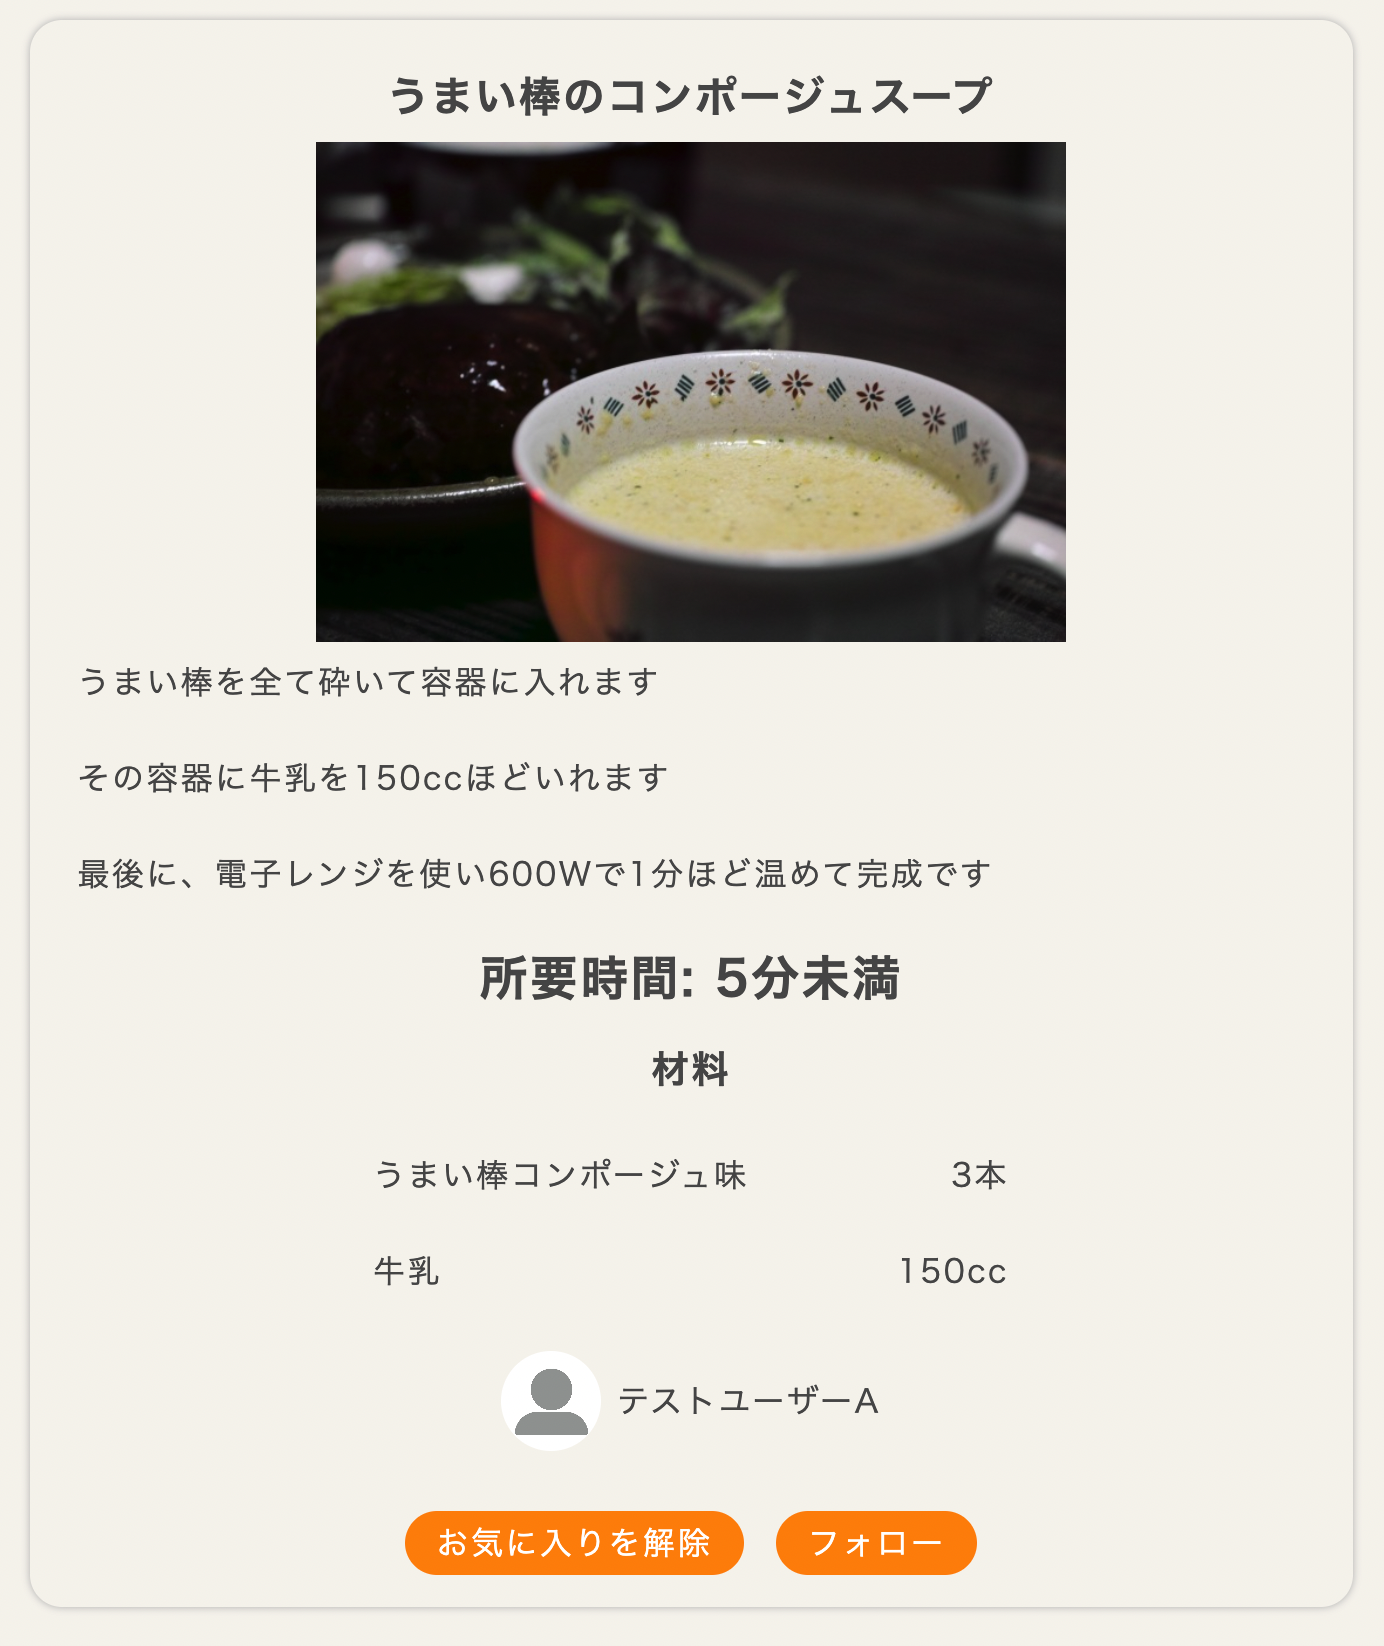 うまい棒のコンポージュスープ
うまい棒を全て砕いて容器に入れます
その容器に牛乳を150ccほどいれます
最後に、電子レンジを使い600Wで1分ほど温めて完成です
所要時間: 5分未満
材料
うまい棒コンポージュ味 3本
牛乳 150cc
テストユーザーA
お気に入りを解除 フォロー